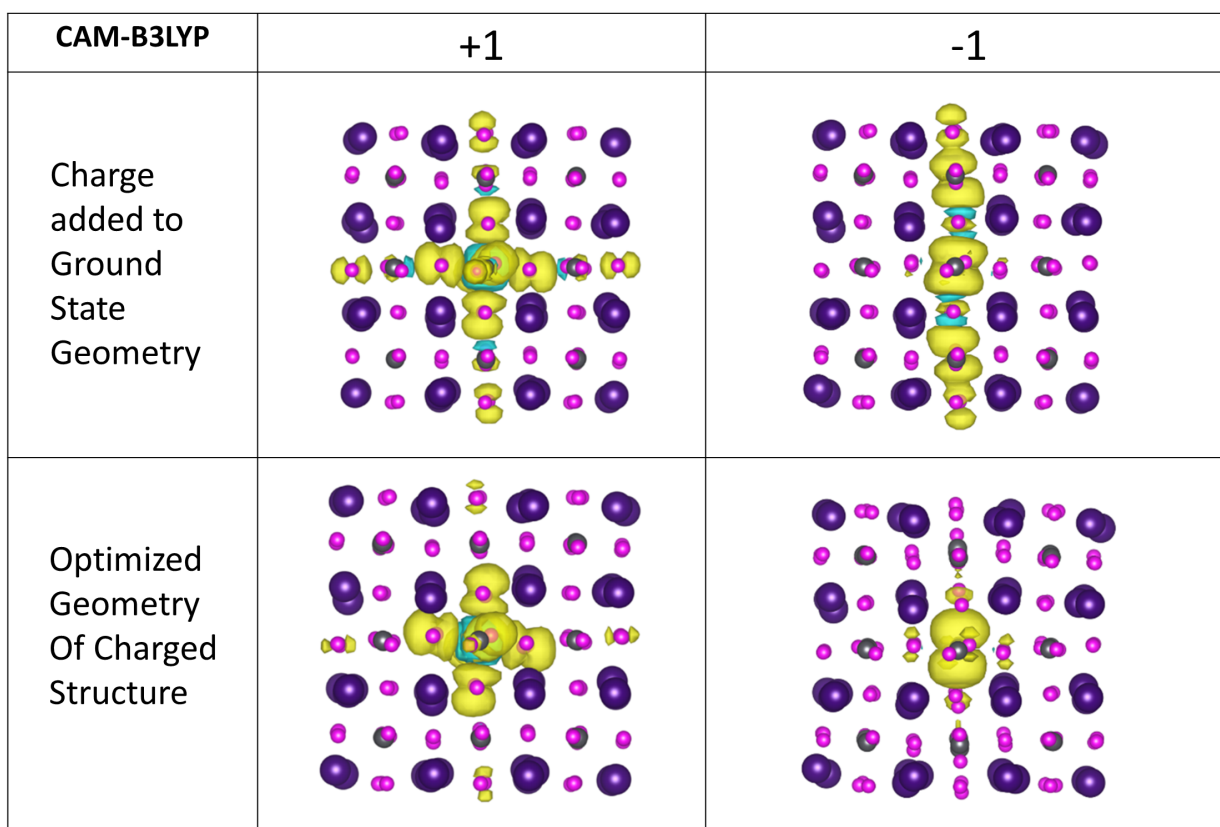 CAM-B3LYP
+1
-1
Charge
added to
Ground
State
Geometry
Optimized
Geometry
Of Charged
Structure